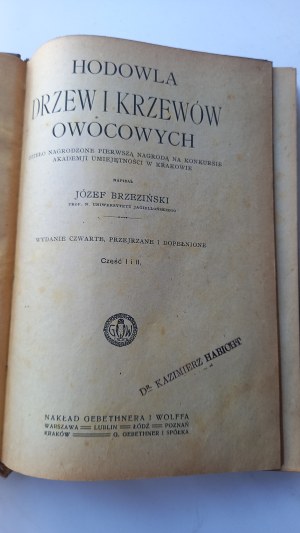 HODOWLA
DRZEW I KRZEWÓW
OWOCOWYCH
DZIEŁO NAGRODZONE PIERWSZĄ NAGRODĄ NA KONKURSIE
AKADEMJI UMIEJĘTNOŚCI W KRAKOWIE
NAPISAŁ
JÓZEF BRZEZIŃSKI
PROF. H. UNIWERSYTETU JAGIELLOŃSKIEGO
WYDANIE CZWARTE, PRZEJRZANE I DOPEŁNIONE
Część I i II.
GW
Dr. KAZIMIERZ HABICHT
NAKŁAD GEBETHNERA I WOLFFA
WARSZAWA LUBLIN ŁÓDŹ POZNAŃ
KRAKÓW G. GEBETHNER I SPÓŁKA